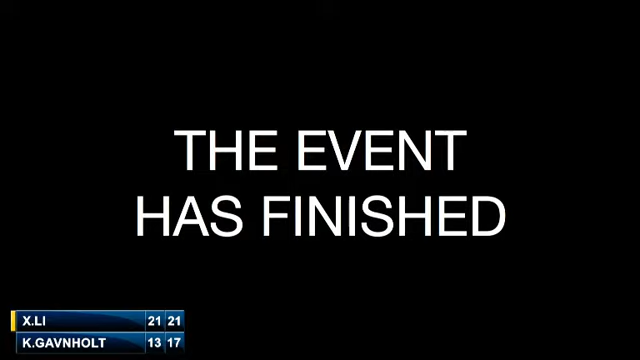 THE EVENT
HAS FINISHED
X.LI 21 21
K.GAVNHOLT 13 17